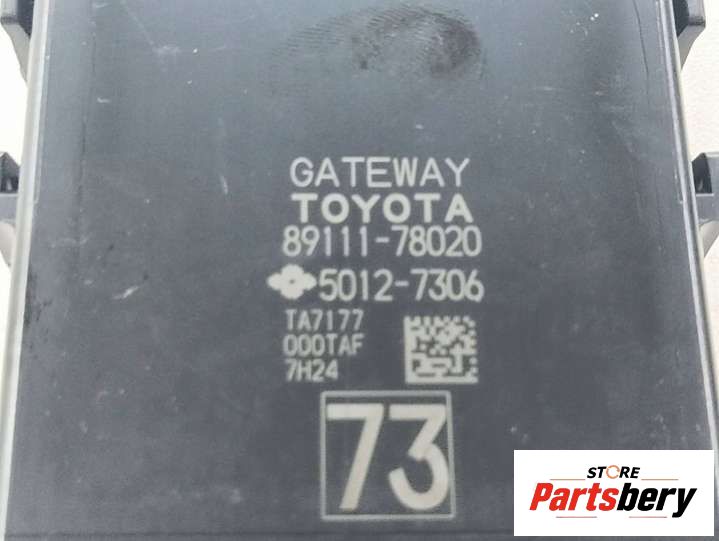 GATEWAY
TOYOTA
89111-78020
5012-7306
TA7177
000TAF
7H24
73
STORE
Partsbery